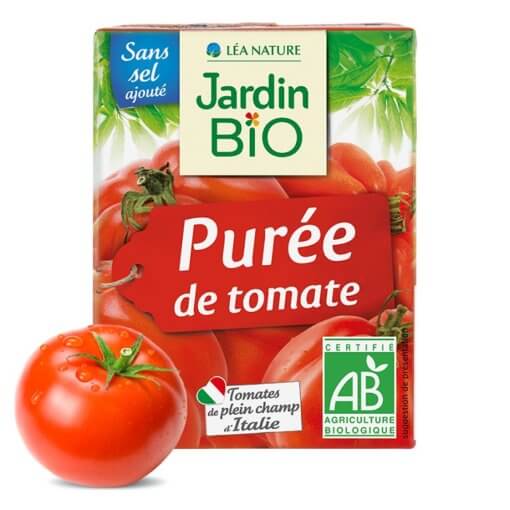 Sans
sel
ajouté
LÉA NATURE
Jardin
BiO
Purée
de tomate
Tomates
de plein champ
d'Italie
CERTIFIÉ
AB
AGRICULTURE
BIOLOGIQUE
suggestion de présentation